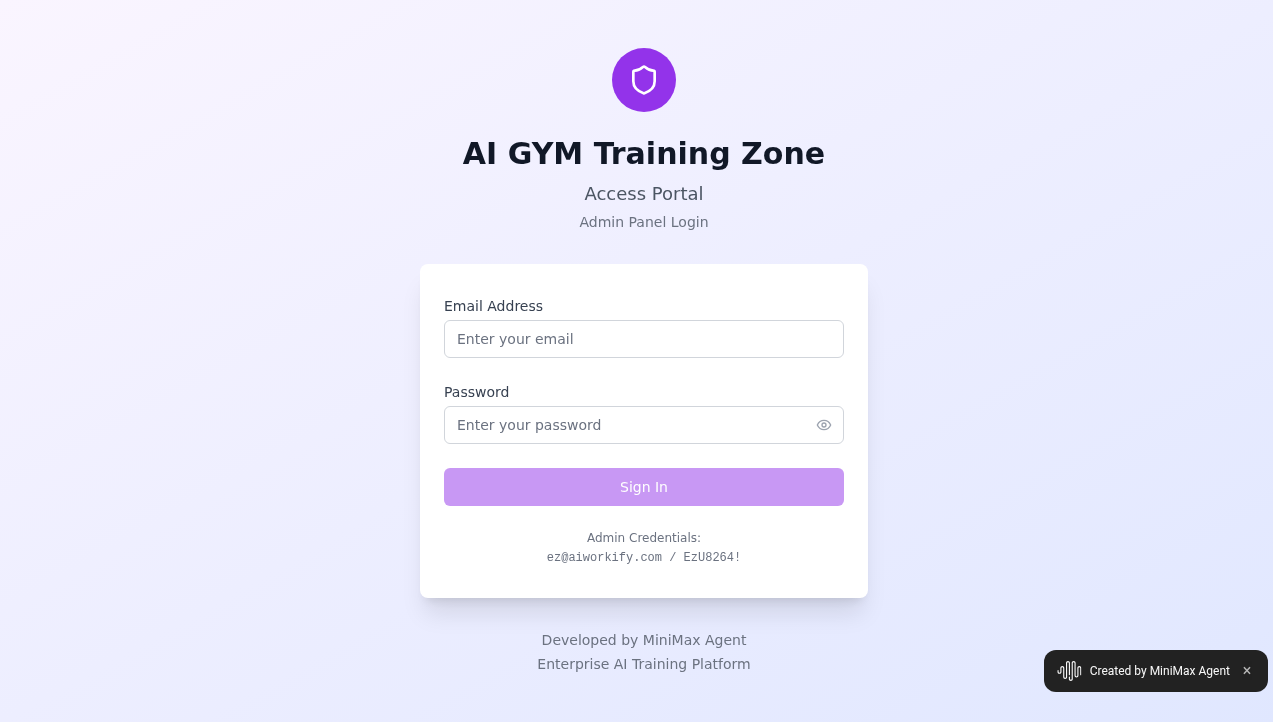 AI GYM Training Zone
Access Portal
Admin Panel Login
Email Address
Enter your email
Password
Enter your password
Sign In
Admin Credentials:
ez@aiworkify.com / EzU8264!
Developed by MiniMax Agent
Enterprise AI Training Platform
Created by MiniMax Agent ×